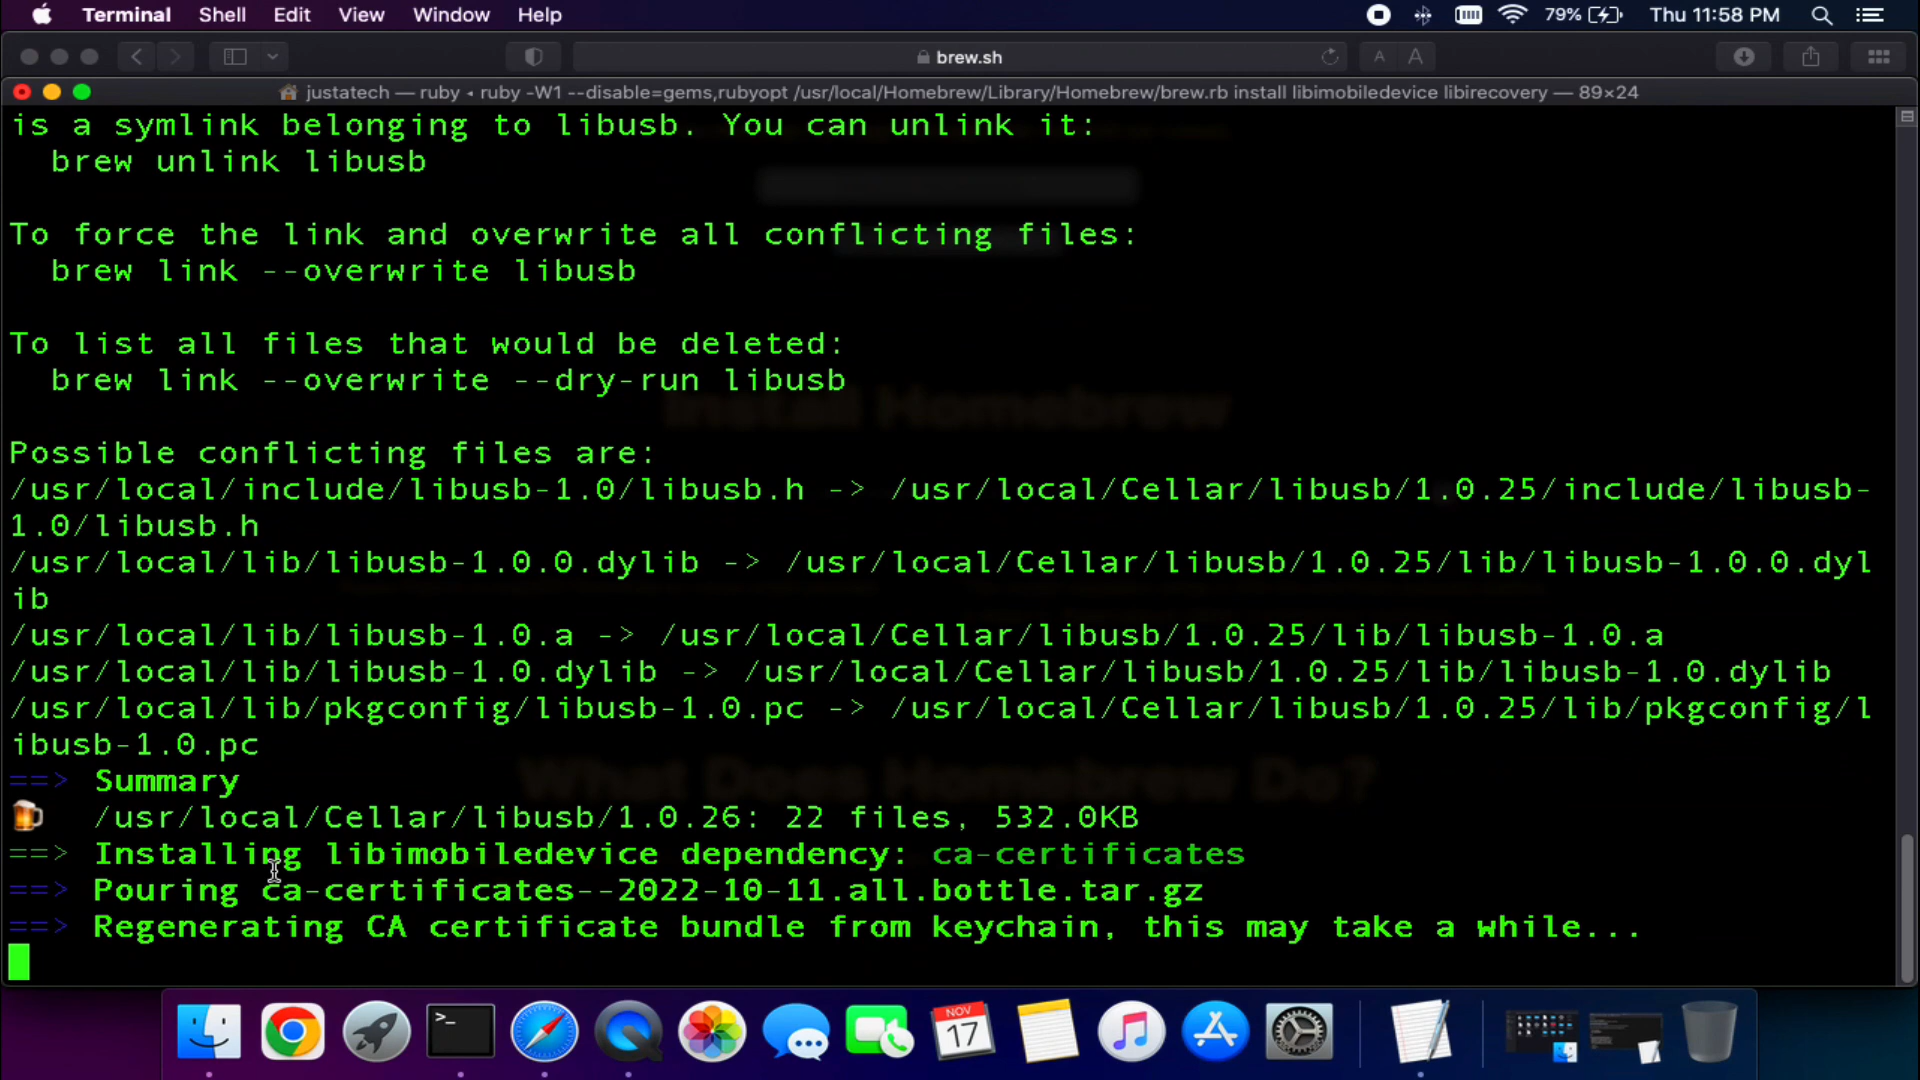 Terminal Shell Edit View Window Help 79% Thu 11:58 PM
brew.sh A A
justatech — ruby ◂ ruby -W1 --disable=gems,rubyopt /usr/local/Homebrew/Library/Homebrew/brew.rb install libimobiledevice libirecovery — 89×24
is a symlink belonging to libusb. You can unlink it:
brew unlink libusb
To force the link and overwrite all conflicting files:
brew link --overwrite libusb
To list all files that would be deleted:
brew link --overwrite --dry-run libusb
Install Homebrew
Possible conflicting files are:
/usr/local/include/libusb-1.0/libusb.h -> /usr/local/Cellar/libusb/1.0.25/include/libusb-
1.0/libusb.h
/usr/local/lib/libusb-1.0.0.dylib -> /usr/local/Cellar/libusb/1.0.25/lib/libusb-1.0.0.dyl
ib
/usr/local/lib/libusb-1.0.a -> /usr/local/Cellar/libusb/1.0.25/lib/libusb-1.0.a
/usr/local/lib/libusb-1.0.dylib -> /usr/local/Cellar/libusb/1.0.25/lib/libusb-1.0.dylib
/usr/local/lib/pkgconfig/libusb-1.0.pc -> /usr/local/Cellar/libusb/1.0.25/lib/pkgconfig/l
ibusb-1.0.pc
What Does Homebrew Do?
==> Summary
/usr/local/Cellar/libusb/1.0.26: 22 files, 532.0KB
==> Installing libimobiledevice dependency: ca-certificates
==> Pouring ca-certificates--2022-10-11.all.bottle.tar.gz
==> Regenerating CA certificate bundle from keychain, this may take a while...
>_
NOV
17